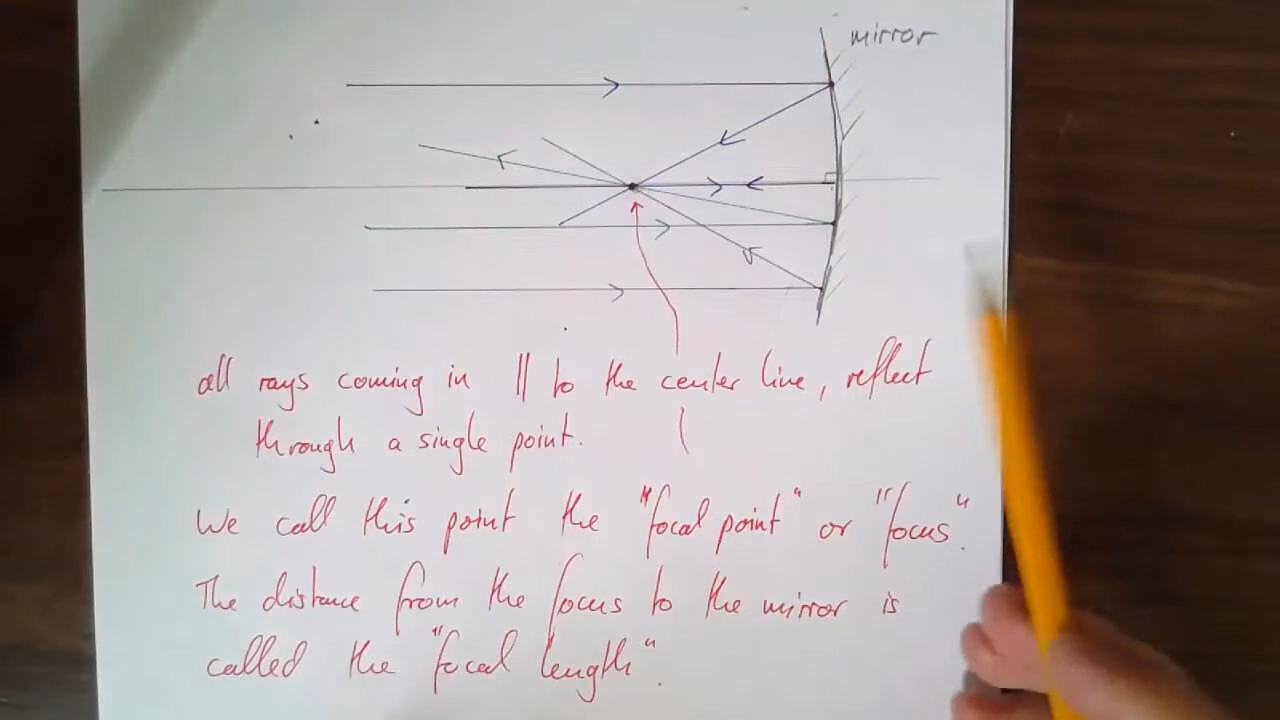 mirror
all rays coming in || to the center line, reflect
through a single point.
We call this point the "focal point" or "focus".
The distance from the focus to the mirror is
called the "focal length".